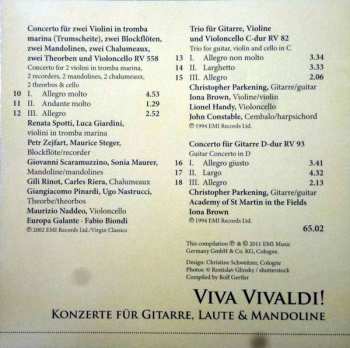 Concerto für zwei Violini in tromba
marina (Trumscheite), zwei Blockflöten,
zwei Mandolinen, zwei Chalumeaux,
zwei Theorben und Violoncello RV 558
Concerto for 2 violins in tromba marina,
2 recorders, 2 mandolins, 2 chalumeaux,
2 theorbos & cello
10 I. Allegro molto 4.53
11 II. Andante molto 1.29
12 III. Allegro 2.52
Renata Spotti, Luca Giardini,
violini in tromba marina
Petr Zejfart, Maurice Steger,
Blockflöte/recorder
Giovanni Scaramuzzino, Sonia Maurer,
Mandoline/mandolines
Gili Rinot, Carles Riera, Chalumeaux
Giangiacomo Pinardi, Ugo Nastrucci,
Theorbe/theorbos
Maurizio Naddeo, Violoncello
Europa Galante · Fabio Biondi
℗ 2002 EMI Records Ltd./Virgin Classics
Trio für Gitarre, Violine
und Violoncello C-dur RV 82
Trio for guitar, violin and cello in C
13 I. Allegro non molto 3.34
14 II. Larghetto 3.33
15 III. Allegro 2.06
Christopher Parkening, Gitarre/guitar
Iona Brown, Violine/violin
Lionel Handy, Violoncello
John Constable, Cembalo/harpsichord
℗ 1994 EMI Records Ltd.
Concerto für Gitarre D-dur RV 93
Guitar Concerto in D
16 I. Allegro giusto 3.41
17 II. Largo 4.32
18 III. Allegro 2.13
Christopher Parkening, Gitarre/guitar
Academy of St Martin in the Fields
Iona Brown
℗ 1994 EMI Records Ltd.
65.02
This compilation ℗ & © 2011 EMI Music
Germany GmbH & Co. KG, Cologne.
Design: Christine Schweitzer, Cologne
Photos: © Rostislav Glinsky / shutterstock
Compiled by Rolf Gerfler
VIVA VIVALDI!
KONZERTE FÜR GITARRE, LAUTE & MANDOLINE